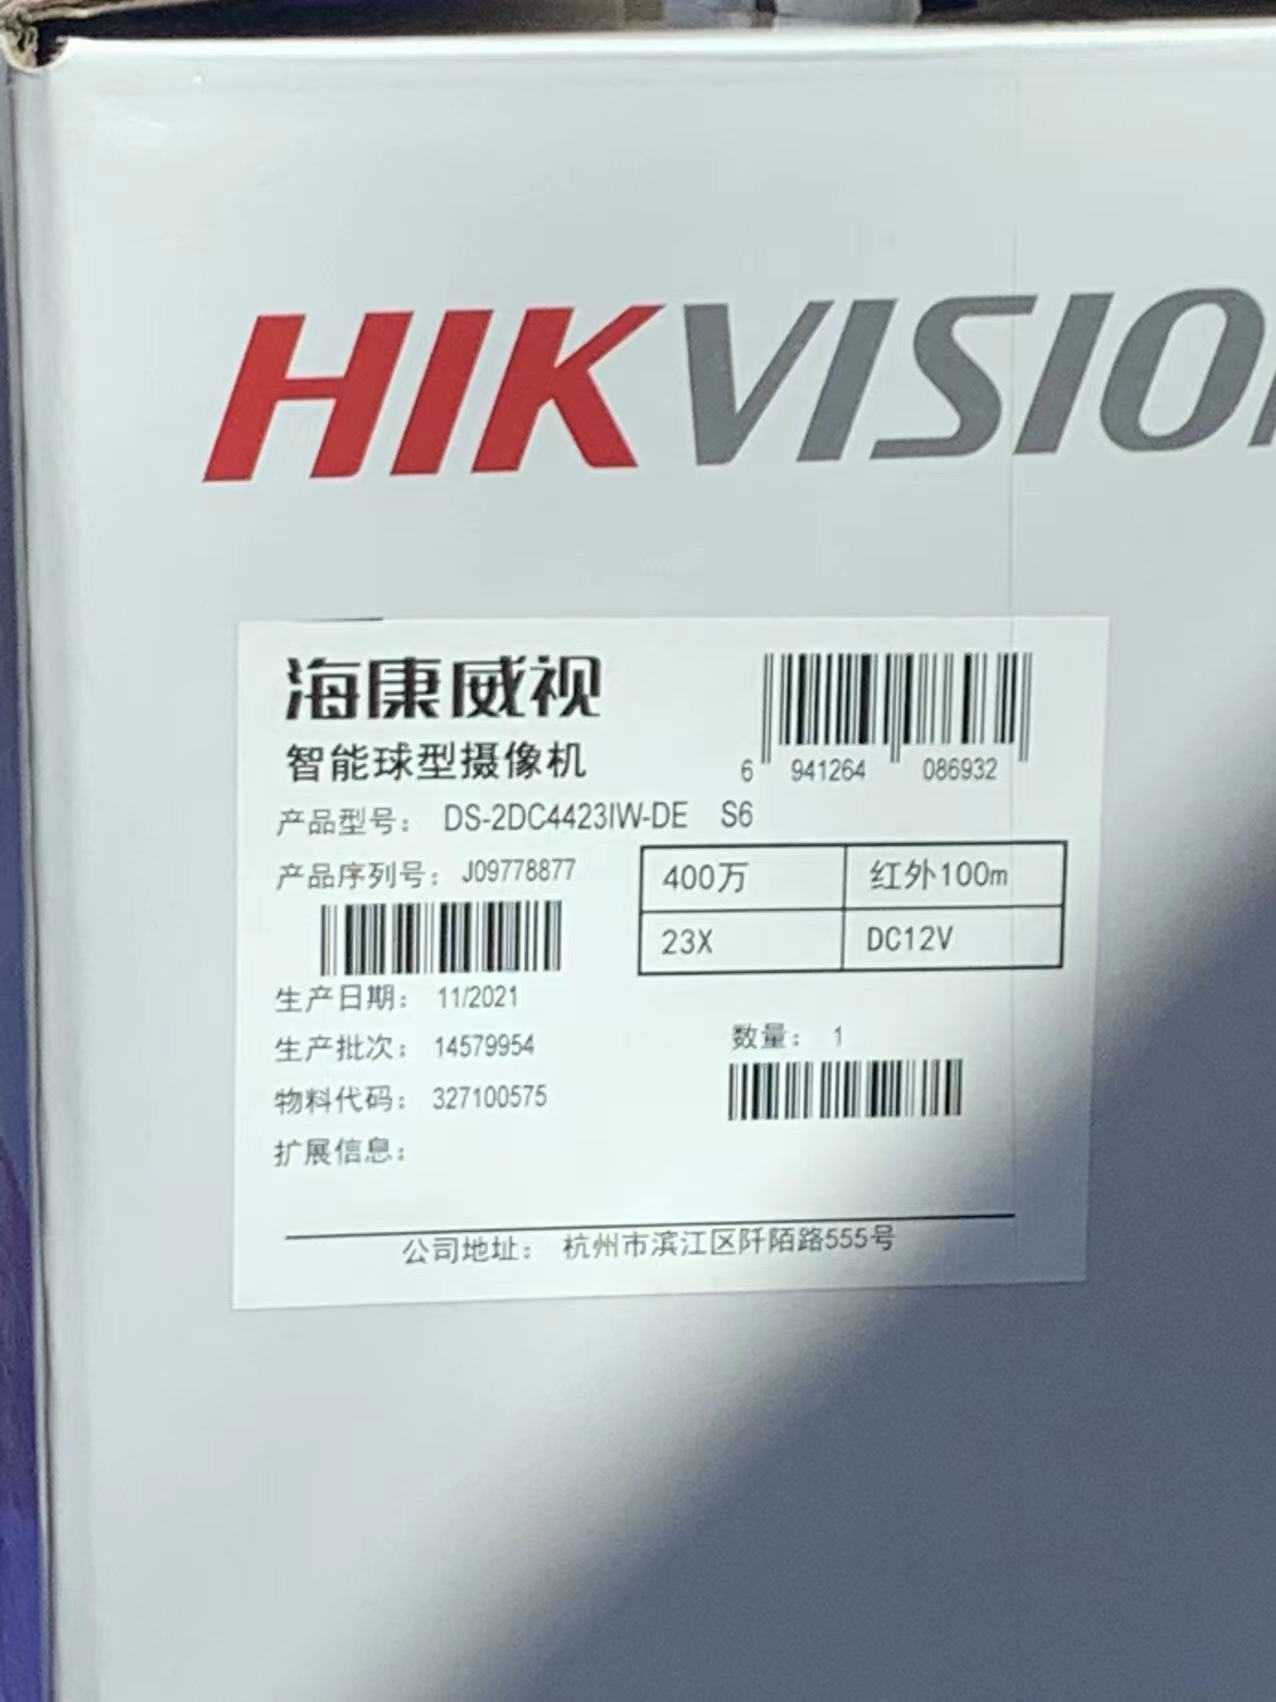 HIKVISION
海康威视
智能球型摄像机
6 941264 086932
产品型号： DS-2DC4423IW-DE S6
产品序列号： J09778877
400万 红外100m
23X DC12V
生产日期： 11/2021
生产批次： 14579954
数量： 1
物料代码： 327100575
扩展信息：
公司地址： 杭州市滨江区阡陌路555号